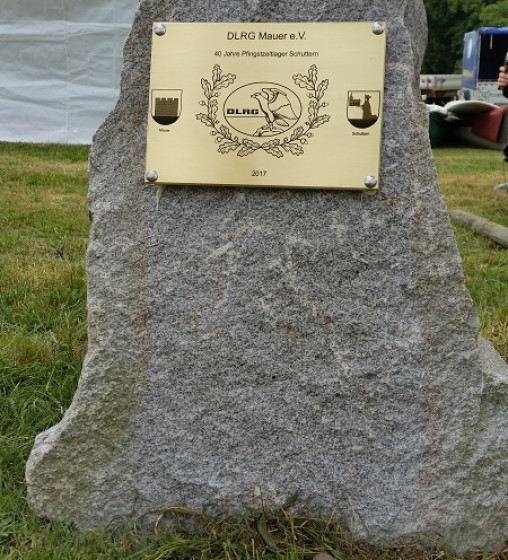 DLRG Mauer e.V.
40 Jahre Pfingstzeltlager Schuttern
DLRG
Mauer
Schuttern
2017